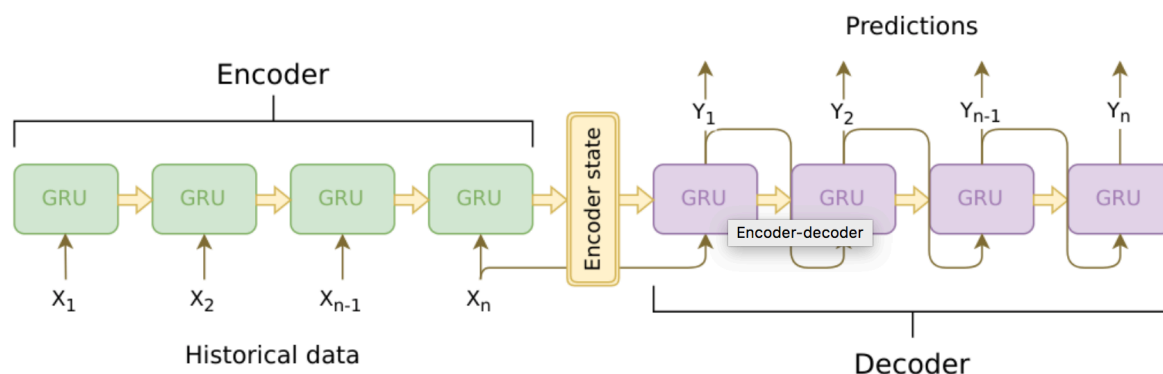 Predictions
Encoder
Y1 Y2 Yn-1 Yn
GRU GRU GRU GRU Encoder state GRU GRU GRU GRU
Encoder-decoder
X1 X2 Xn-1 Xn
Historical data
Decoder